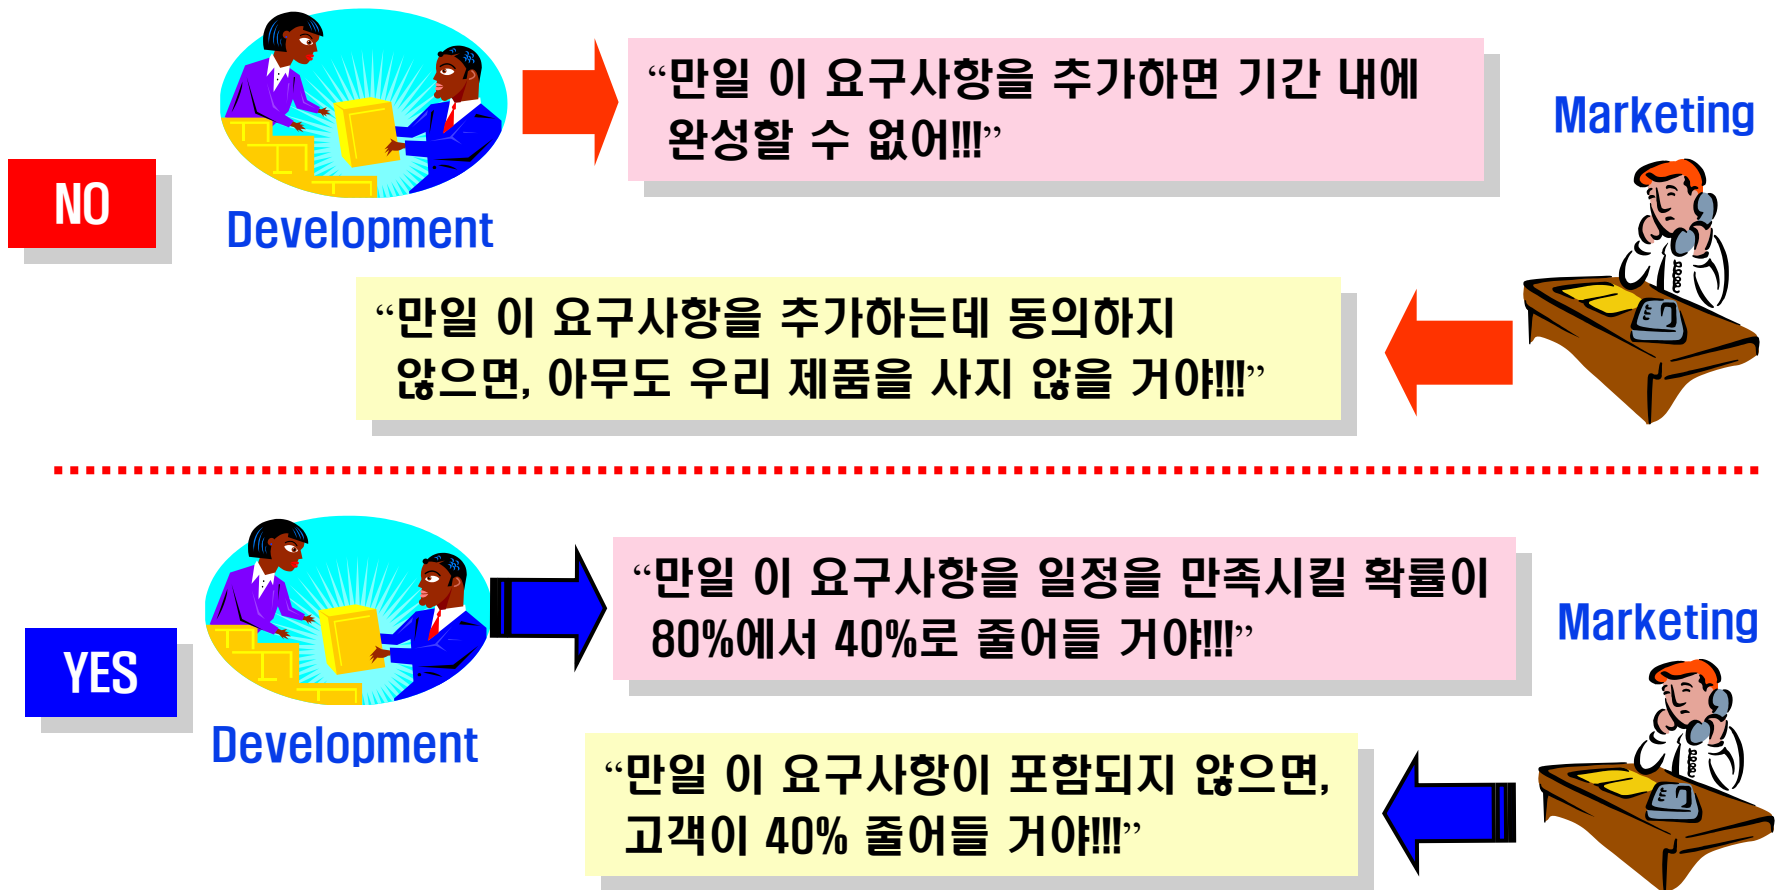 “만일 이 요구사항을 추가하면 기간 내에
완성할 수 없어!!!”
Marketing
NO
Development
“만일 이 요구사항을 추가하는데 동의하지
않으면, 아무도 우리 제품을 사지 않을 거야!!!”
“만일 이 요구사항을 일정을 만족시킬 확률이
80%에서 40%로 줄어들 거야!!!”
Marketing
YES
Development
“만일 이 요구사항이 포함되지 않으면,
고객이 40% 줄어들 거야!!!”